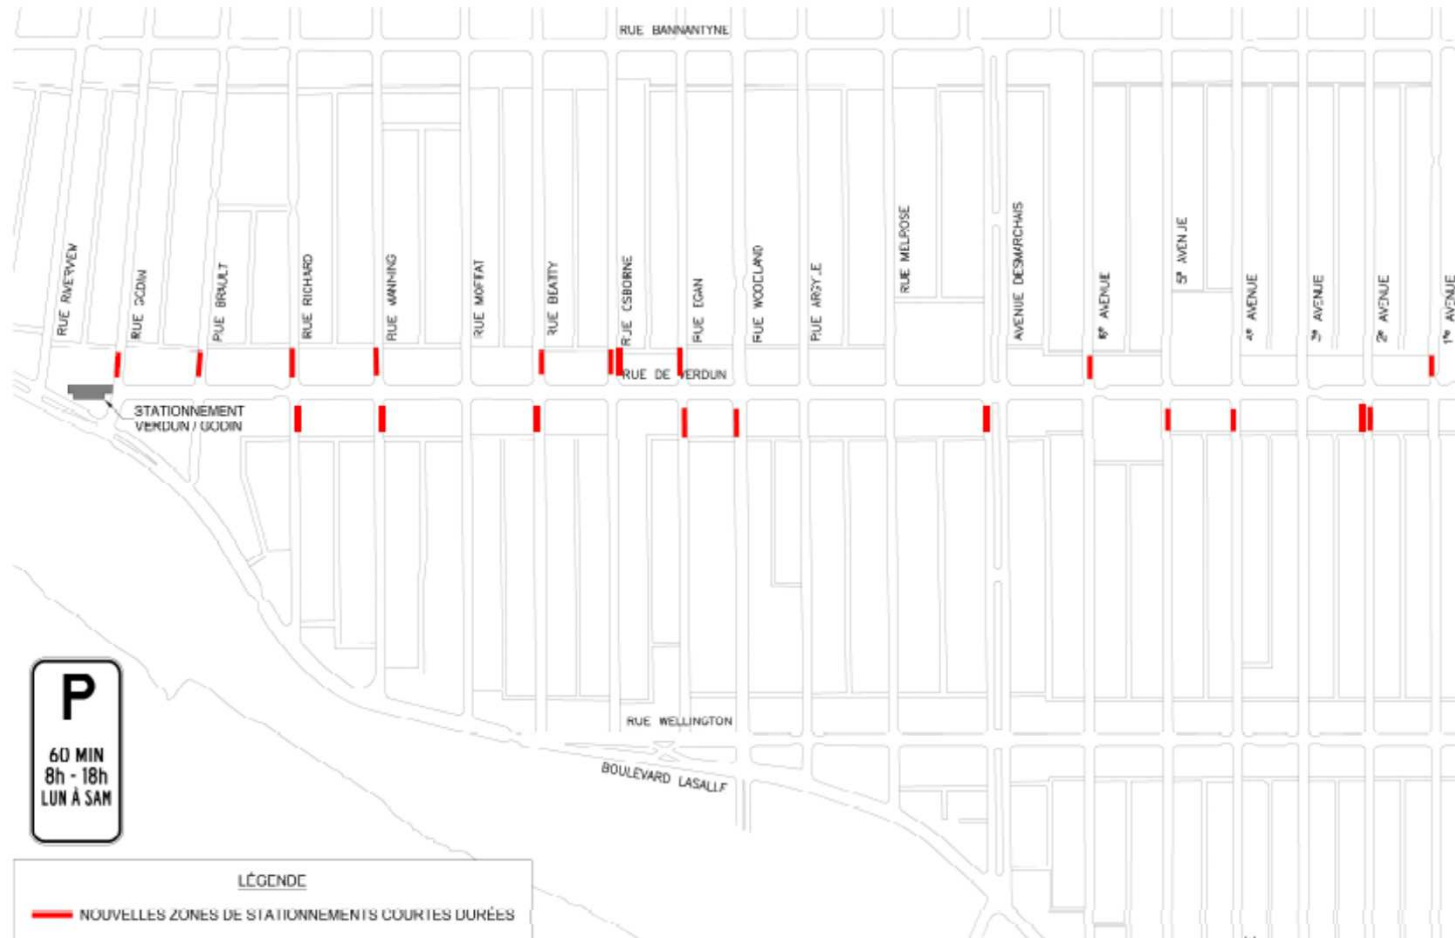 RUE BANNANTYNE
RUE RIVERVIEW
RUE GODIN
RUE BRAULT
RUE RICHARD
RUE MANNING
RUE MOFFAT
RUE BEATTY
RUE OSBORNE
RUE EGAN
RUE WOODLAND
RUE ARGYLE
RUE MELROSE
AVENUE DESMARCHAIS
6e AVENUE
5e AVENUE
4e AVENUE
3e AVENUE
2e AVENUE
1re AVENUE
RUE DE VERDUN
STATIONNEMENT
VERDUN / GODIN
RUE WELLINGTON
BOULEVARD LASALLE
P
60 MIN
8h - 18h
LUN À SAM
LÉGENDE
NOUVELLES ZONES DE STATIONNEMENTS COURTES DURÉES